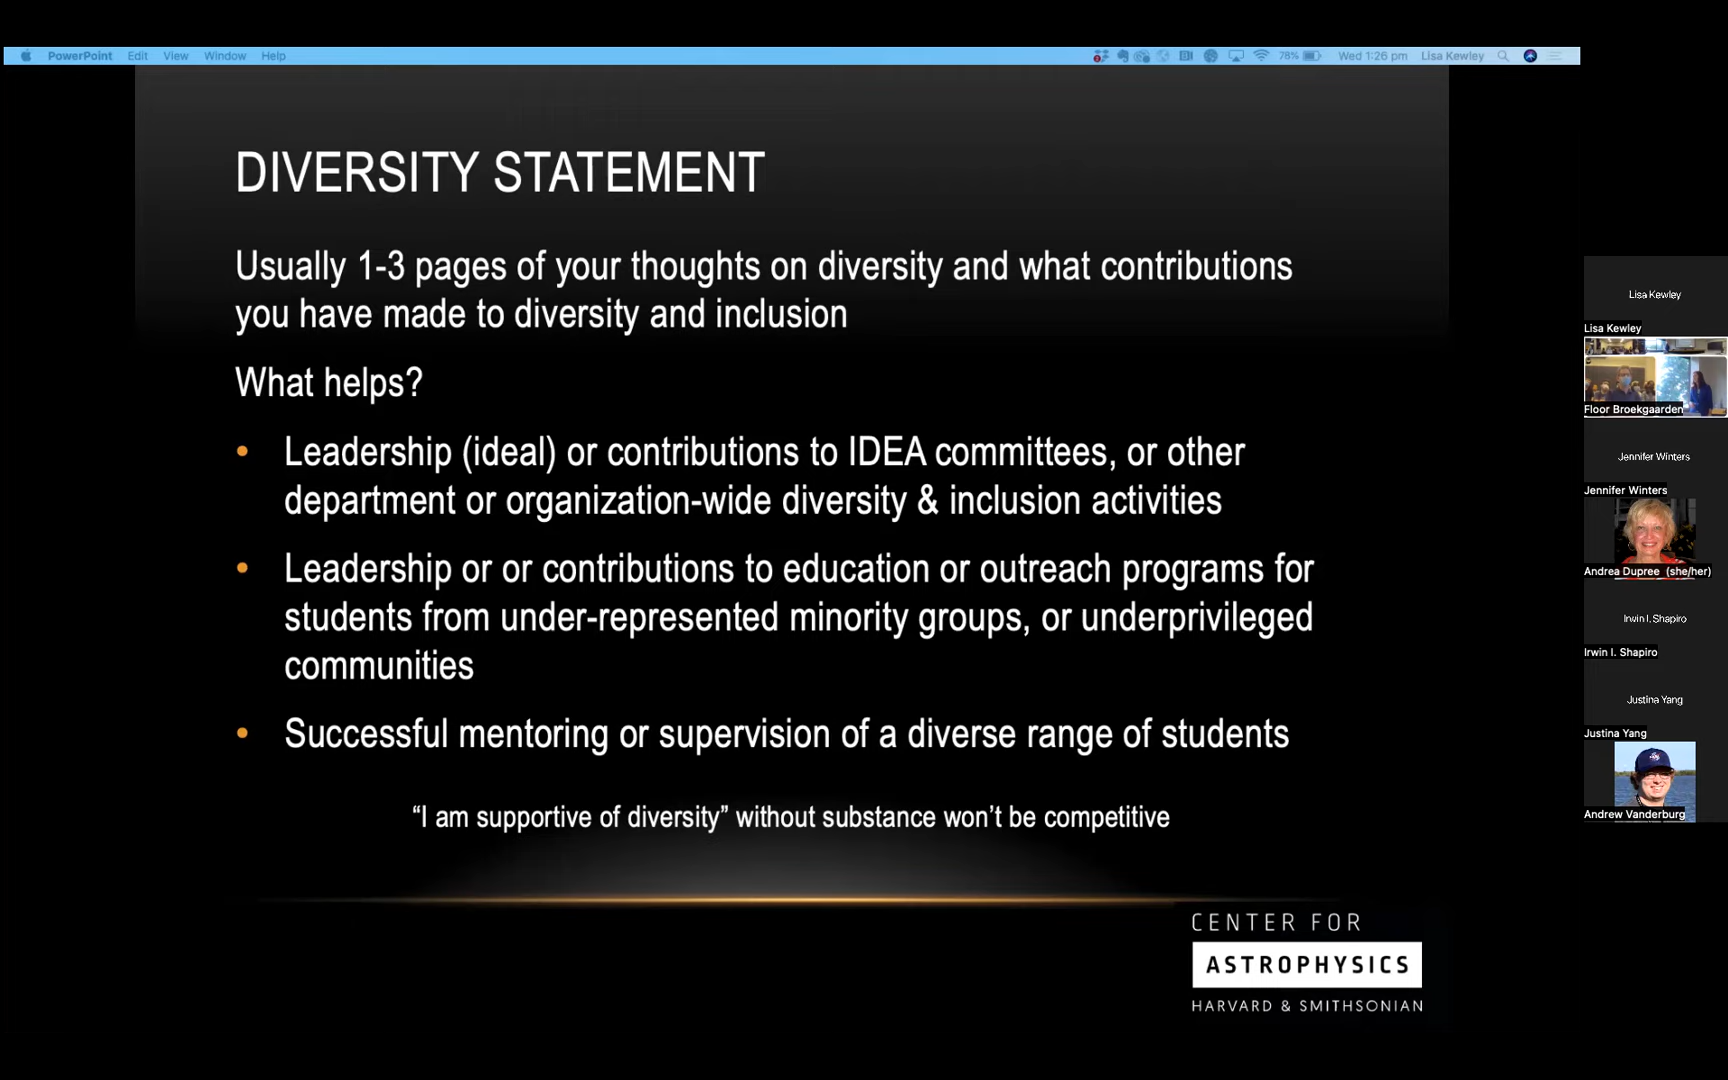 PowerPoint Edit View Window Help 78% Wed 1:26 pm Lisa Kewley
DIVERSITY STATEMENT
Usually 1-3 pages of your thoughts on diversity and what contributions
you have made to diversity and inclusion
What helps?
• Leadership (ideal) or contributions to IDEA committees, or other
department or organization-wide diversity & inclusion activities
• Leadership or or contributions to education or outreach programs for
students from under-represented minority groups, or underprivileged
communities
• Successful mentoring or supervision of a diverse range of students
“I am supportive of diversity” without substance won’t be competitive
CENTER FOR
ASTROPHYSICS
HARVARD & SMITHSONIAN
Lisa Kewley
Lisa Kewley
Floor Broekgaarden
Jennifer Winters
Jennifer Winters
Andrea Dupree (she/her)
Irwin I. Shapiro
Irwin I. Shapiro
Justina Yang
Justina Yang
Andrew Vanderburg